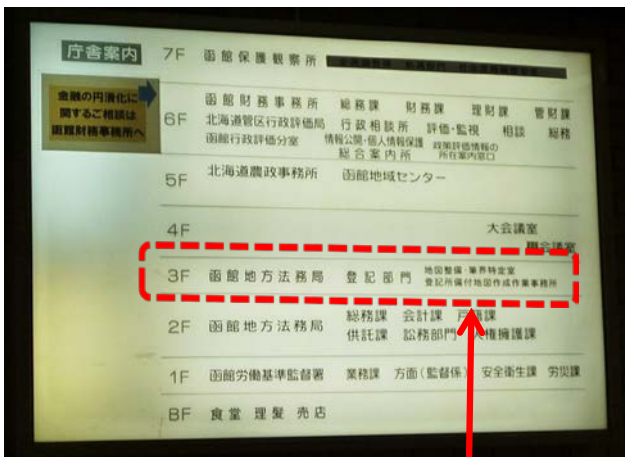 庁舎案内
金融の円滑化に
関するご相談は
函館財務事務所へ
7F 函館保護観察所
6F 函館財務事務所 総務課 財務課 理財課 管財課
北海道管区行政評価局 行政相談所 評価・監視 相談 総務
函館行政評価分室 情報公開・個人情報保護 政策評価情報の
総合案内所 所在案内窓口
5F 北海道農政事務所 函館地域センター
4F 大会議室
会議室
3F 函館地方法務局 登記部門 地図整備・筆界特定室
登記所備付地図作成作業事務所
2F 函館地方法務局 総務課 会計課 戸籍課
供託課 訟務部門 人権擁護課
1F 函館労働基準監督署 業務課 方面(監督係) 安全衛生課 労災課
BF 食堂 理髪 売店